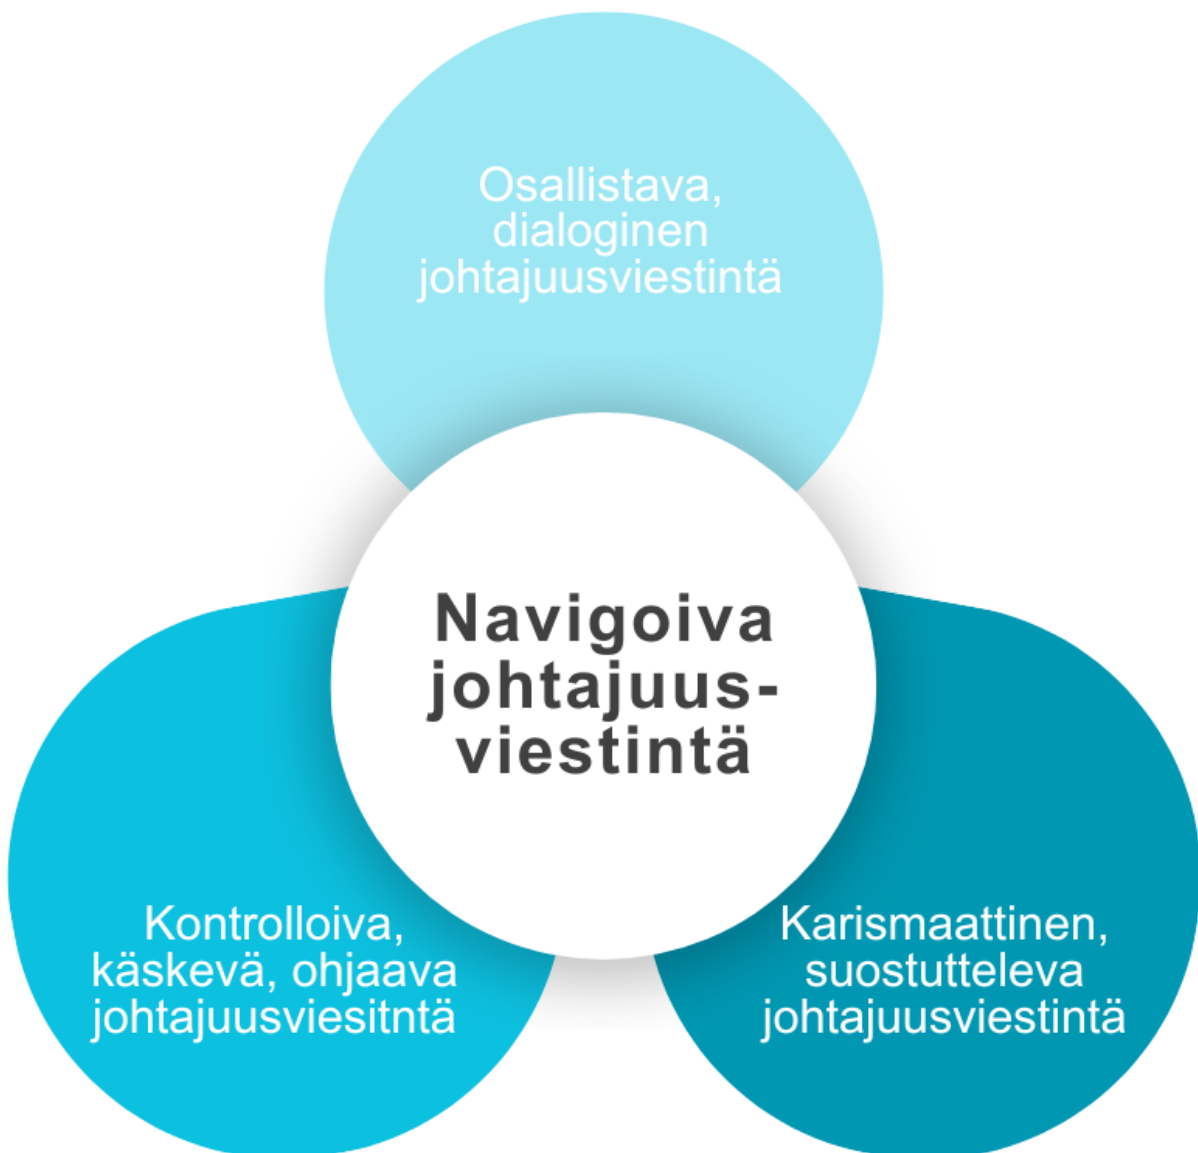 Osallistava,
dialoginen
johtajuusviestintä
Navigoiva
johtajuus-
viestintä
Kontrolloiva,
käskevä, ohjaava
johtajuusviesitntä
Karismaattinen,
suostutteleva
johtajuusviestintä